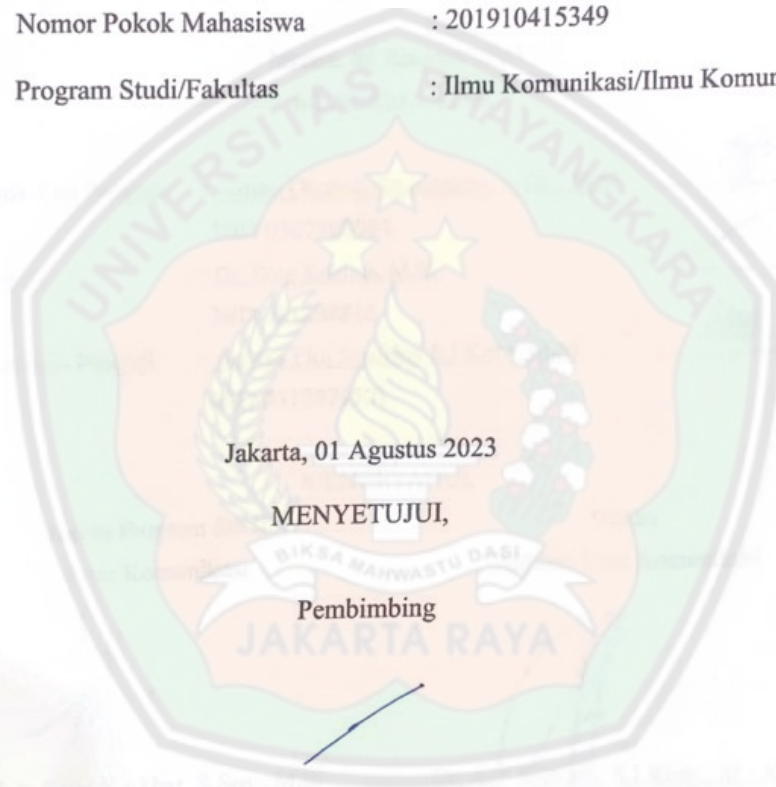 Nomor Pokok Mahasiswa : 201910415349
Program Studi/Fakultas : Ilmu Komunikasi/Ilmu
UNIVERSITAS BHAYANGKARA
Jakarta, 01 Agustus 2023
MENYETUJUI,
BIKSA MAHWASTU DASI
Pembimbing
JAKARTA RAYA